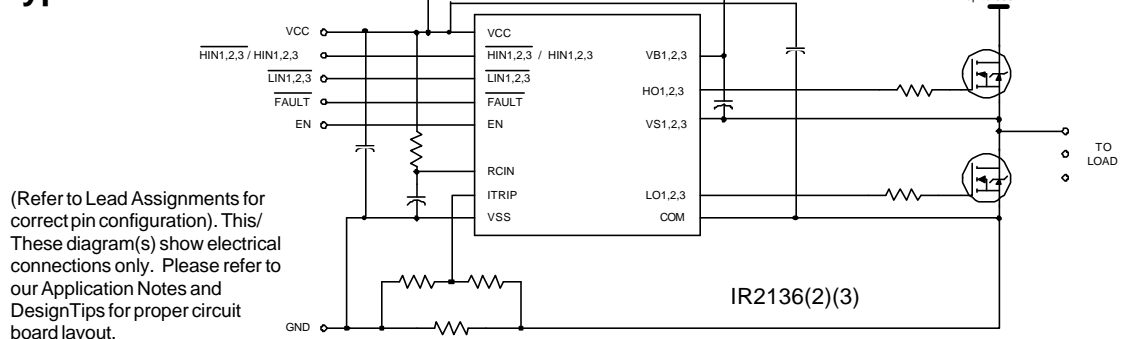 VCC
HIN1,2,3 / HIN1,2,3
LIN1,2,3
FAULT
EN
GND
VCC
HIN1,2,3 / HIN1,2,3
LIN1,2,3
FAULT
EN
RCIN
ITRIP
VSS
VB1,2,3
HO1,2,3
VS1,2,3
LO1,2,3
COM
TO
LOAD
IR2136(2)(3)
(Refer to Lead Assignments for
correct pin configuration). This/
These diagram(s) show electrical
connections only. Please refer to
our Application Notes and
DesignTips for proper circuit
board layout.